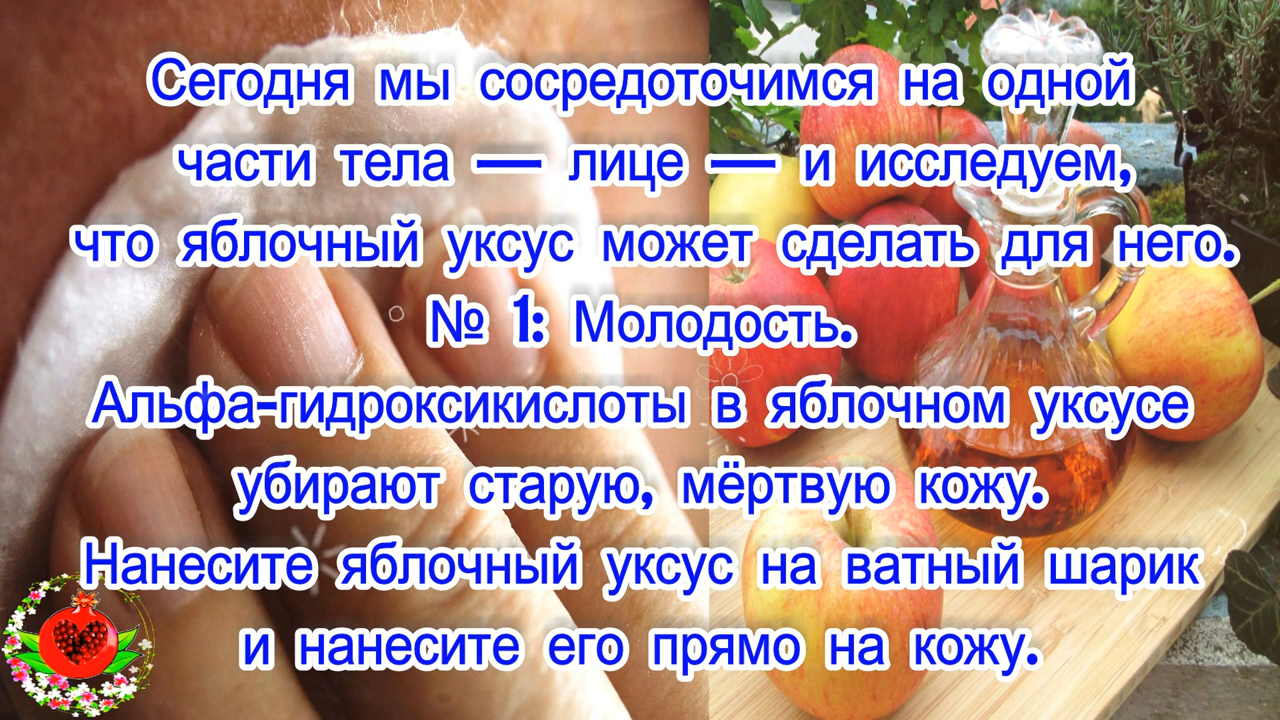 Сегодня мы сосредоточимся на одной
части тела — лице — и исследуем,
что яблочный уксус может сделать для него.
№ 1: Молодость.
Альфа-гидроксикислоты в яблочном уксусе
убирают старую, мёртвую кожу.
Нанесите яблочный уксус на ватный шарик
и нанесите его прямо на кожу.